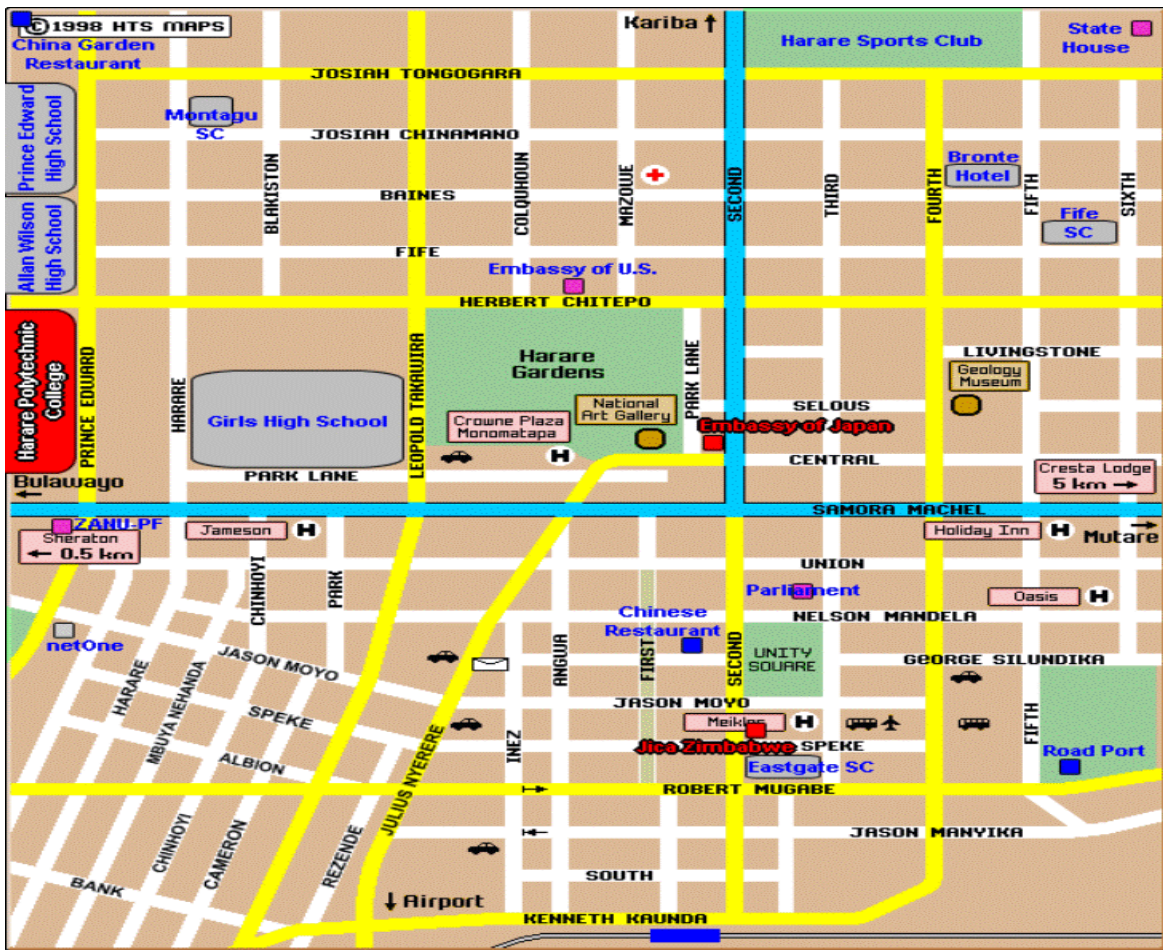 ©1998 HTS MAPS
Kariba ↑
China Garden
Restaurant
Harare Sports Club
State
House
JOSIAH TONGOGARA
Prince Edward
High School
Montagu
SC
JOSIAH CHINAMANO
BLAKISTON
COLQUHOUN
MAZOWE
SECOND
THIRD
FOURTH
Bronte
Hotel
FIFTH
SIXTH
BAINES
Allan Wilson
High School
Fife
SC
FIFE
Embassy of U.S.
HERBERT CHITEPO
Harare Polytechnic
College
PRINCE EDWARD
HARARE
LEOPOLD TAKAWIRA
Harare
Gardens
PARK LANE
LIVINGSTONE
Geology
Museum
Girls High School
Crowne Plaza
Monomatapa
National
Art Gallery
SELOUS
Embassy of Japan
H
CENTRAL
Cresta Lodge
5 km →
PARK LANE
Bulawayo
←
SAMORA MACHEL
ZANU-PF
Sheraton
← 0.5 km
Jameson
H
Holiday Inn
H
Mutare
→
CHINHOYI
PARK
UNION
Parliament
Oasis
H
NELSON MANDELA
Chinese
Restaurant
netOne
HARARE
MBUYA NEHANDA
JASON MOYO
ANGWA
FIRST
SECOND
UNITY
SQUARE
GEORGE SILUNDIKA
JASON MOYO
SPEKE
Meikles
H
INEZ
FIFTH
Jica Zimbabwe
SPEKE
ALBION
Eastgate SC
Road Port
JULIUS NYERERE
ROBERT MUGABE
JASON MANYIKA
CHINHOYI
CAMERON
REZENDE
BANK
SOUTH
↓ Airport
KENNETH KAUNDA